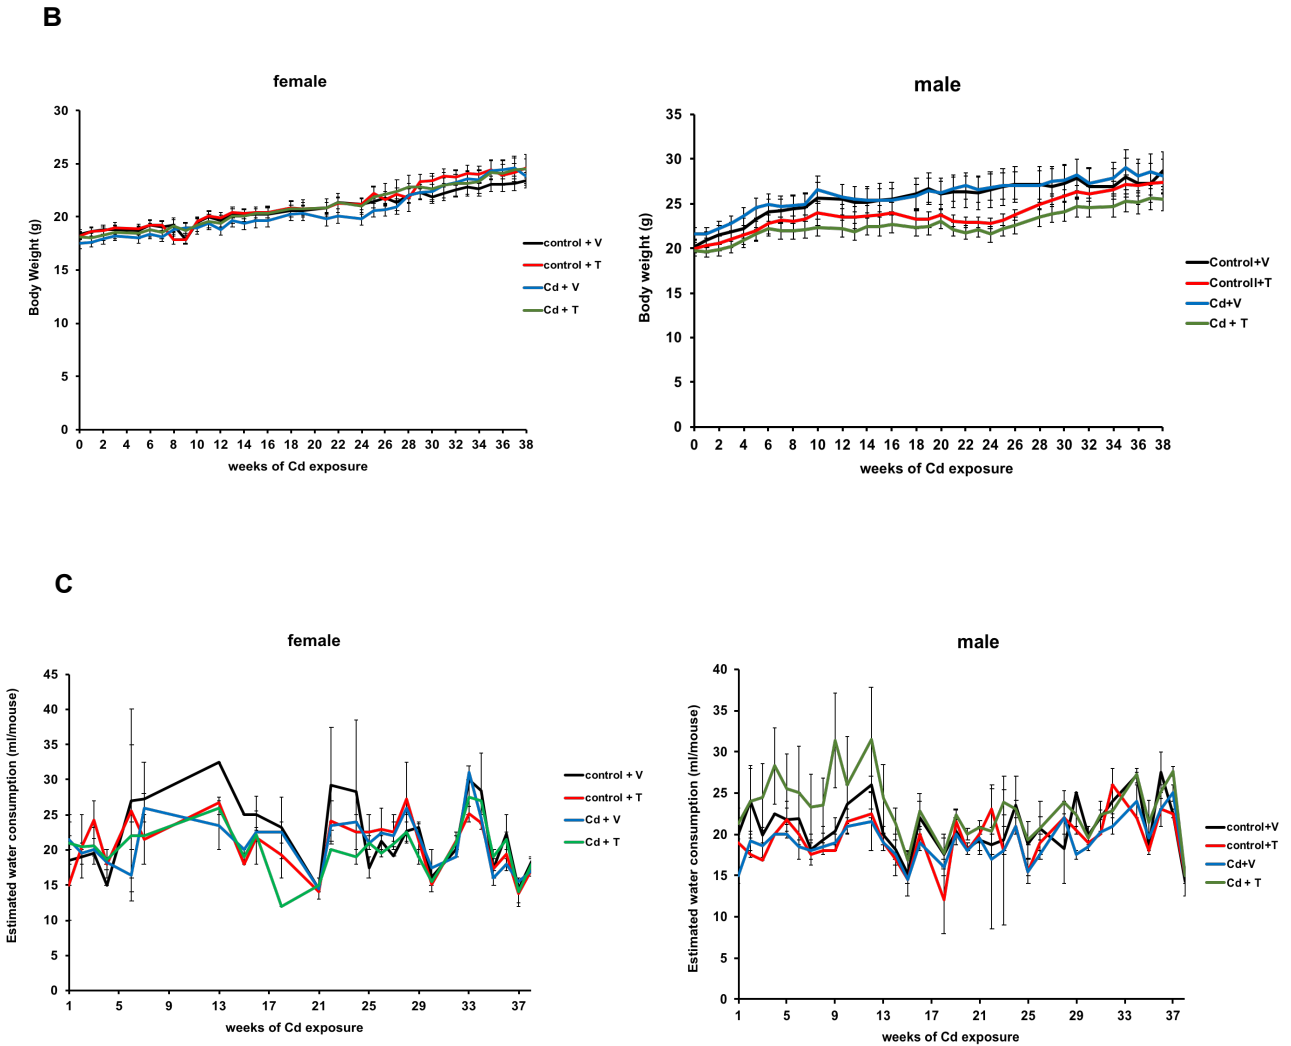 B
female
Body Weight (g)
30
25
20
15
10
5
0
0 2 4 6 8 10 12 14 16 18 20 22 24 26 28 30 32 34 36 38
weeks of Cd exposure
control + V
control + T
Cd + V
Cd + T
male
Body weight (g)
35
30
25
20
15
10
5
0
0 2 4 6 8 10 12 14 16 18 20 22 24 26 28 30 32 34 36 38
weeks of Cd exposure
Control+V
Controll+T
Cd+V
Cd + T
C
female
Estimated water consumption (ml/mouse)
45
40
35
30
25
20
15
10
5
0
1 5 9 13 17 21 25 29 33 37
weeks of Cd exposure
control + V
control + T
Cd + V
Cd + T
male
Estimated water consumption (ml/mouse)
40
35
30
25
20
15
10
5
0
1 5 9 13 17 21 25 29 33 37
weeks of Cd exposure
control+V
control+T
Cd+V
Cd + T